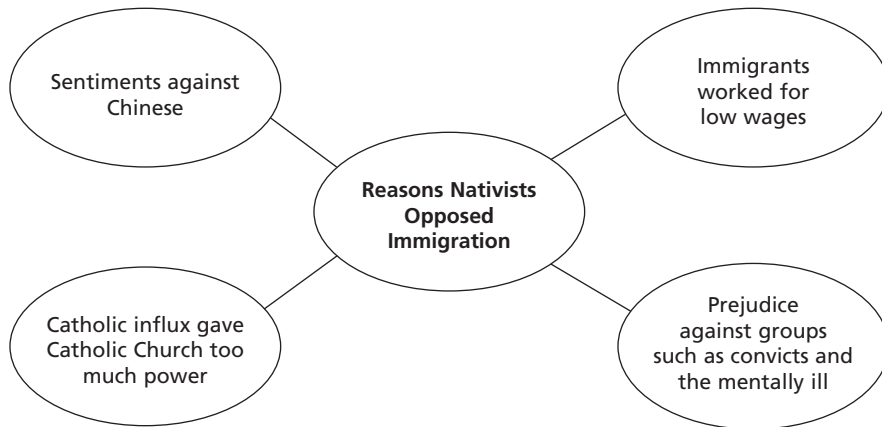 Sentiments against
Chinese
Immigrants
worked for
low wages
Reasons Nativists
Opposed
Immigration
Catholic influx gave
Catholic Church too
much power
Prejudice
against groups
such as convicts and
the mentally ill